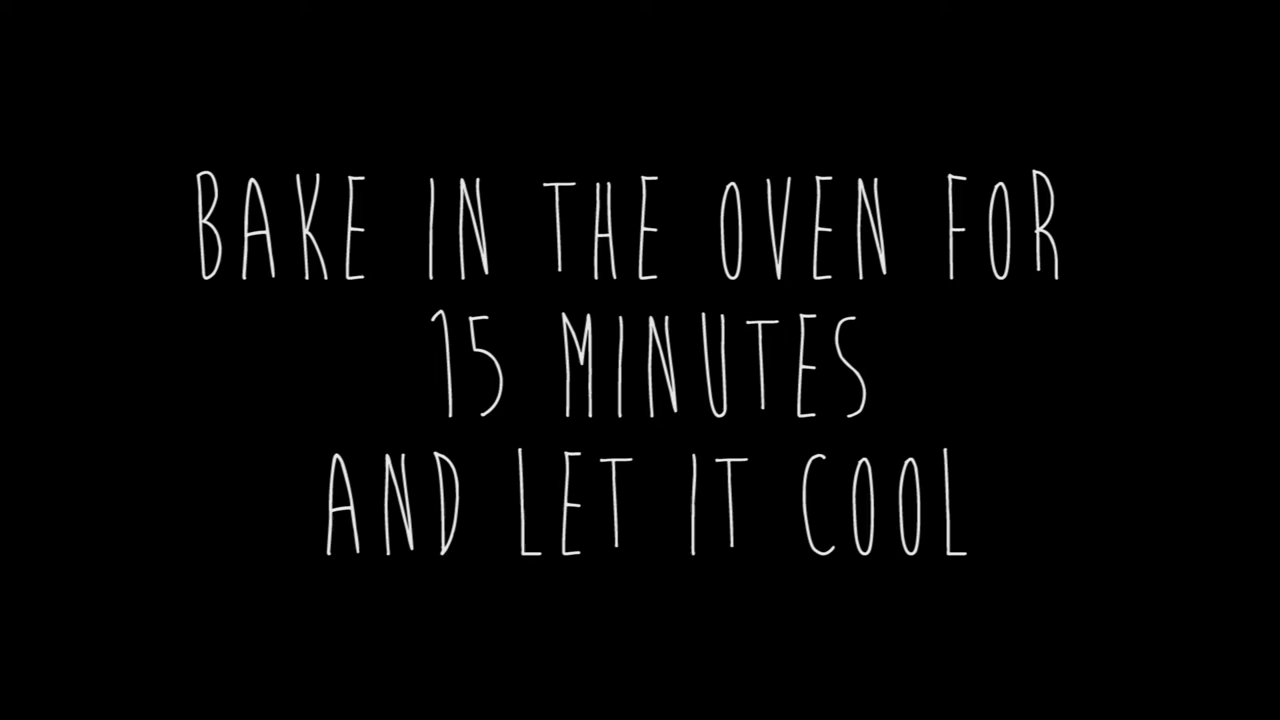 BAKE IN THE OVEN FOR
15 MINUTES
AND LET IT COOL